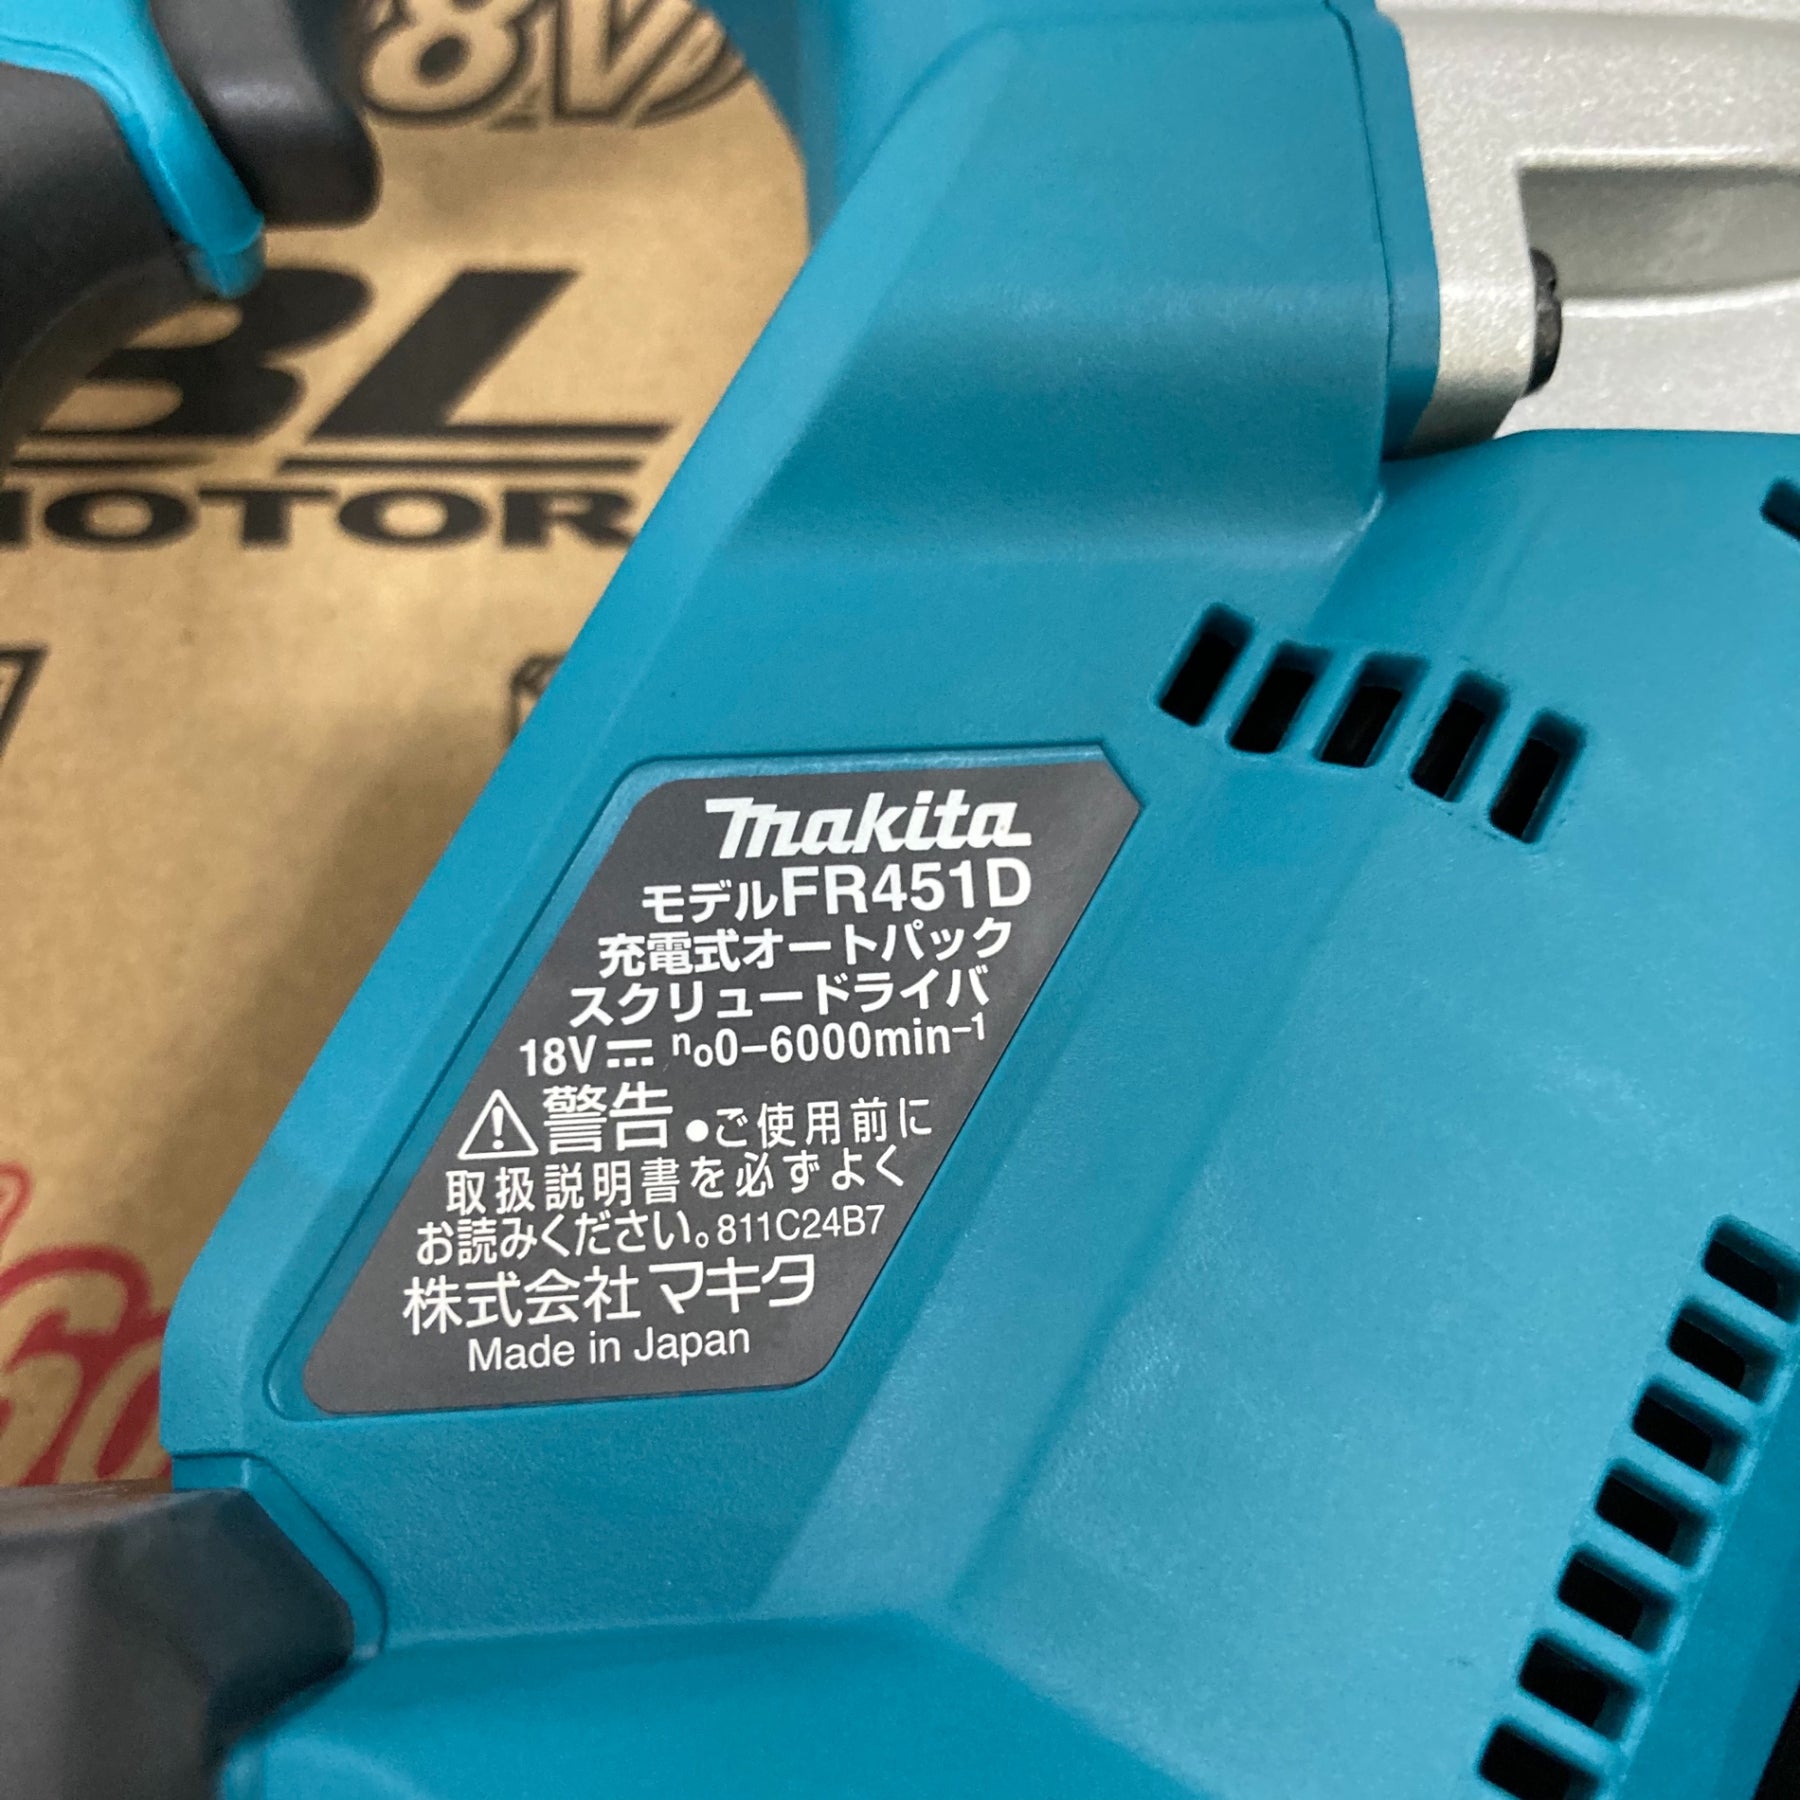 8V
BL
MOTOR
makita
モデルFR451D
充電式オートパック
スクリュードライバ
18V⎓ n₀0-6000min⁻¹
⚠警告 ●ご使用前に
取扱説明書を必ずよく
お読みください。811C24B7
株式会社マキタ
Made in Japan